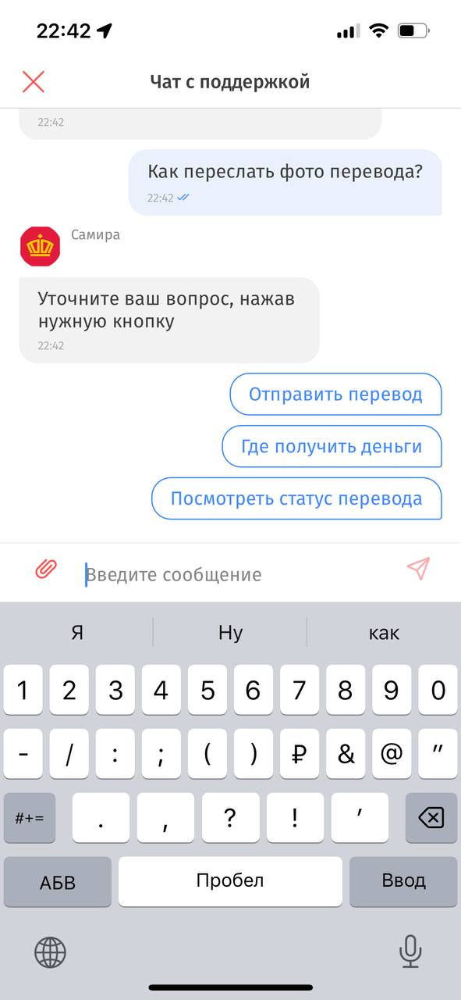 22:42
Чат с поддержкой
22:42
Как переслать фото перевода?
22:42
Самира
Уточните ваш вопрос, нажав
нужную кнопку
22:42
Отправить перевод
Где получить деньги
Посмотреть статус перевода
Введите сообщение
Я Ну как
1 2 3 4 5 6 7 8 9 0
- / : ; ( ) ₽ & @ "
#+= . , ? ! '
АБВ Пробел Ввод